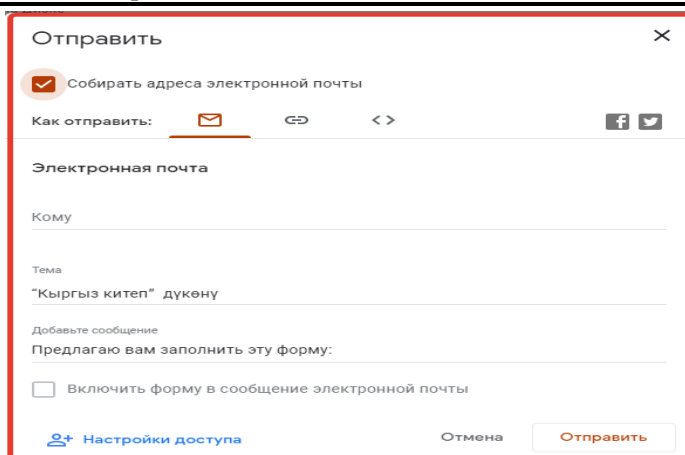 Отправить
Собирать адреса электронной почты
Как отправить:
Электронная почта
Кому
Тема
“Кыргыз китеп” дүкөнү
Добавьте сообщение
Предлагаю вам заполнить эту форму:
Включить форму в сообщение электронной почты
Настройки доступа Отмена Отправить